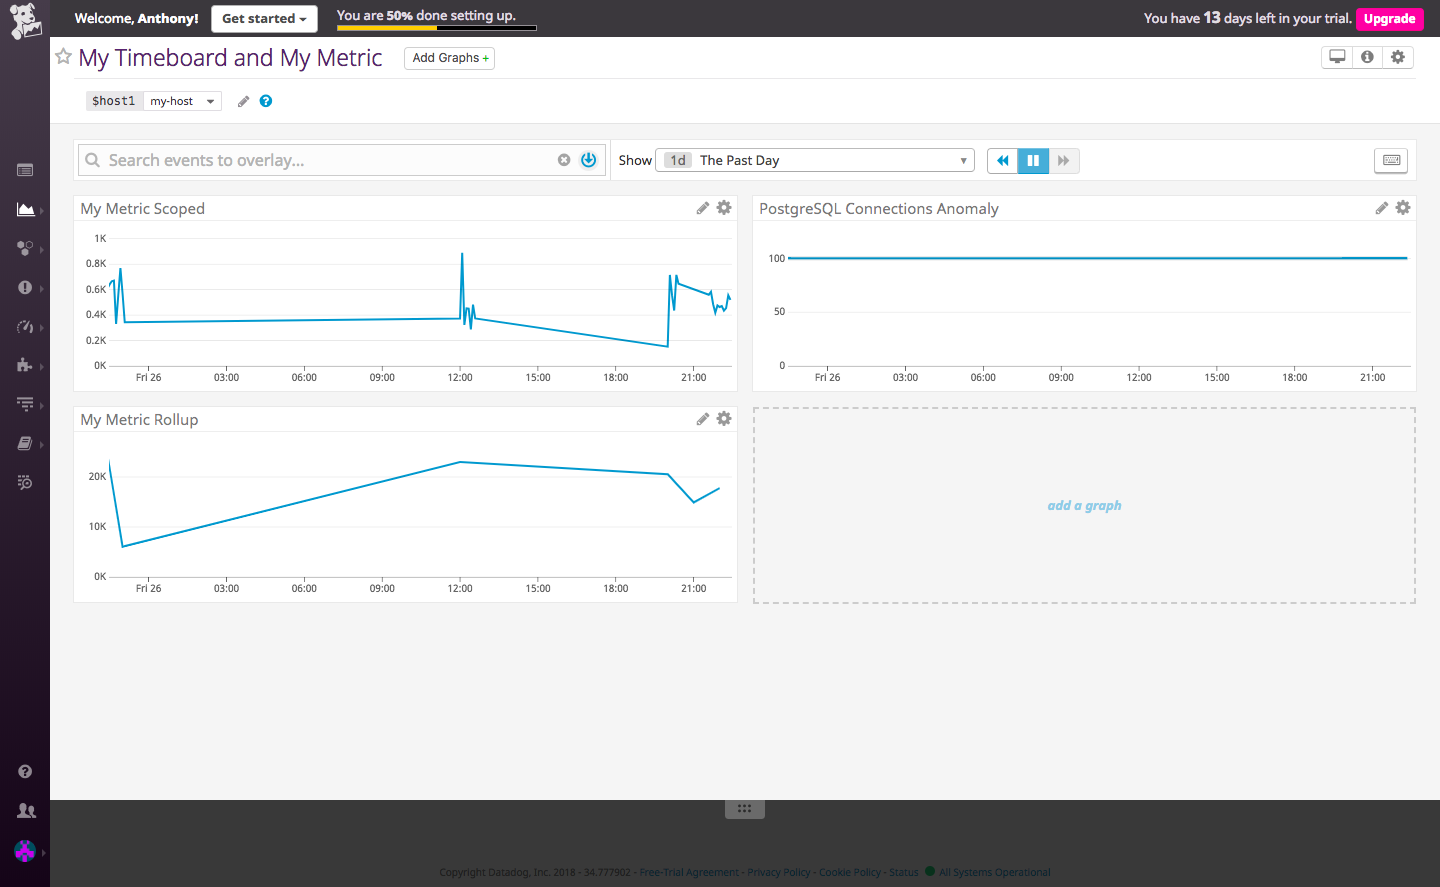 Welcome, Anthony!
Get started
You are 50% done setting up.
You have 13 days left in your trial.
Upgrade
My Timeboard and My Metric
Add Graphs +
$host1
my-host
Search events to overlay...
Show
1d
The Past Day
My Metric Scoped
1K
0.8K
0.6K
0.4K
0.2K
0K
Fri 26 03:00 06:00 09:00 12:00 15:00 18:00 21:00
PostgreSQL Connections Anomaly
100
50
0
Fri 26 03:00 06:00 09:00 12:00 15:00 18:00 21:00
My Metric Rollup
20K
10K
0K
Fri 26 03:00 06:00 09:00 12:00 15:00 18:00 21:00
add a graph
Copyright Datadog, Inc. 2018 - 34.777902 - Free-Trial Agreement - Privacy Policy - Cookie Policy - Status All Systems Operational